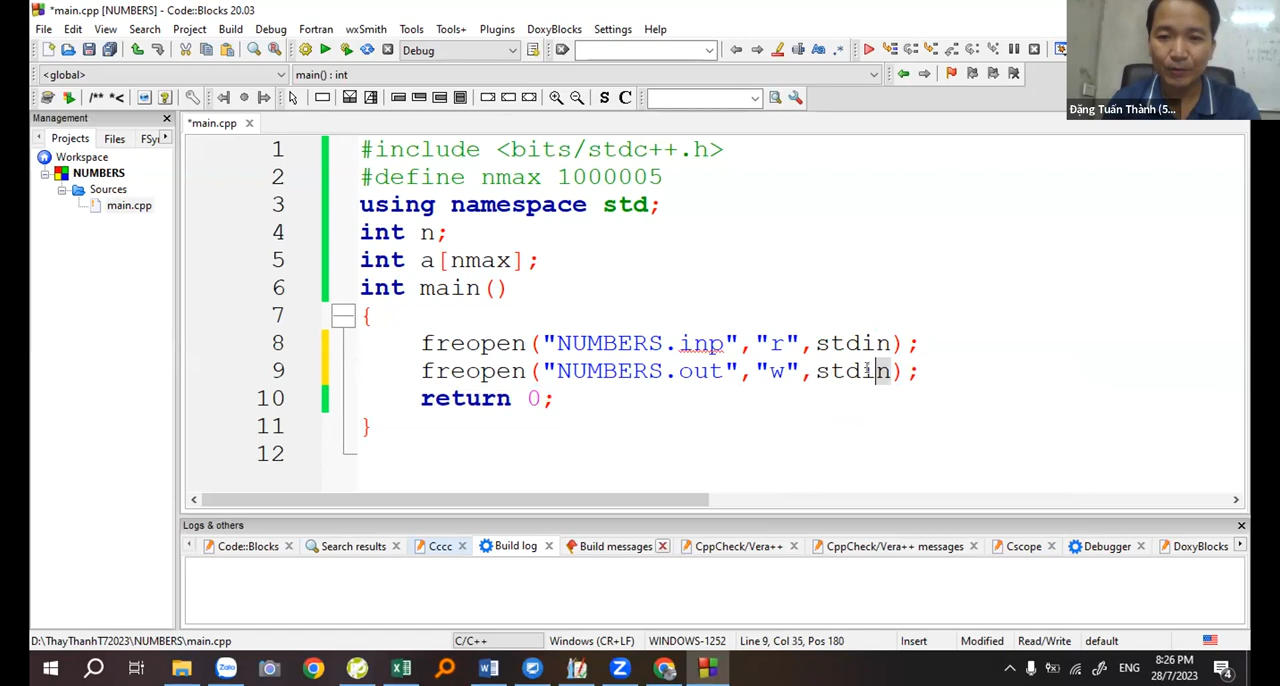 *main.cpp [NUMBERS] - Code::Blocks 20.03
File Edit View Search Project Build Debug Fortran wxSmith Tools Tools+ Plugins DoxyBlocks Settings Help
Debug
<global> main() : int
/** *< S C
Đặng Tuấn Thành (5...
Management
*main.cpp
Projects Files FSy
Workspace
NUMBERS
Sources
main.cpp
1 #include <bits/stdc++.h>
2 #define nmax 1000005
3 using namespace std;
4 int n;
5 int a[nmax];
6 int main()
7 {
8 freopen("NUMBERS.inp","r",stdin);
9 freopen("NUMBERS.out","w",stdin);
10 return 0;
11 }
12
Logs & others
Code::Blocks Search results Cccc Build log Build messages CppCheck/Vera++ CppCheck/Vera++ messages Cscope Debugger DoxyBlocks
D:\ThayThanhT72023\NUMBERS\main.cpp C/C++ Windows (CR+LF) WINDOWS-1252 Line 9, Col 35, Pos 180 Insert Modified Read/Write default
Zalo ENG 8:26 PM
28/7/2023
4